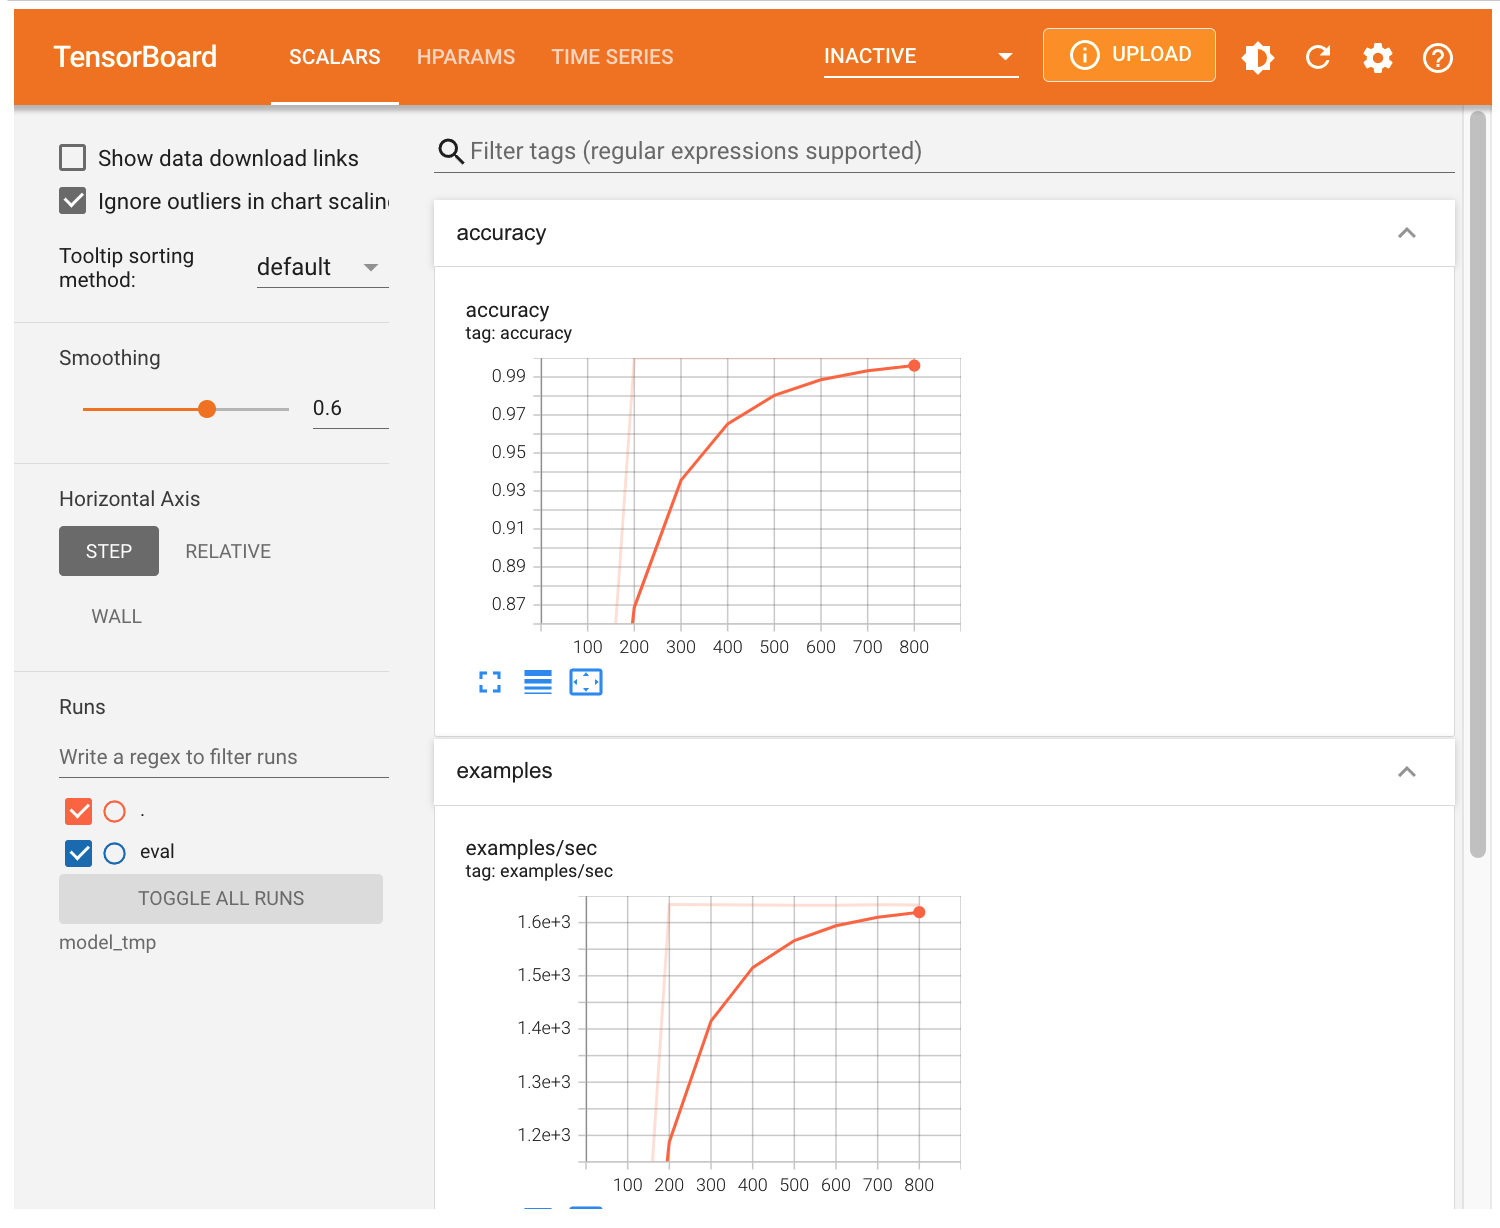 TensorBoard SCALARS HPARAMS TIME SERIES INACTIVE UPLOAD
Show data download links
Ignore outliers in chart scalin
Tooltip sorting
method:
default
Smoothing
0.6
Horizontal Axis
STEP RELATIVE
WALL
Runs
Write a regex to filter runs
.
eval
TOGGLE ALL RUNS
model_tmp
Filter tags (regular expressions supported)
accuracy
accuracy
tag: accuracy
0.99
0.97
0.95
0.93
0.91
0.89
0.87
100 200 300 400 500 600 700 800
examples
examples/sec
tag: examples/sec
1.6e+3
1.5e+3
1.4e+3
1.3e+3
1.2e+3
100 200 300 400 500 600 700 800